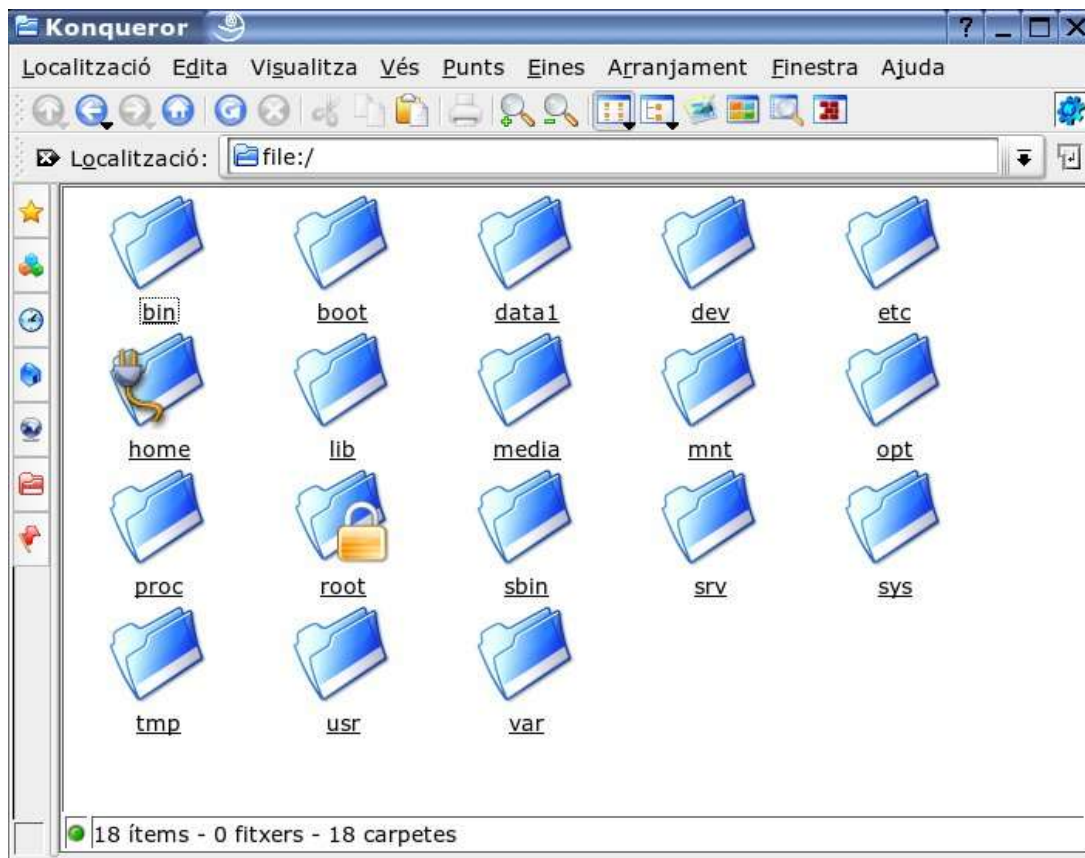 Konqueror
Localització Edita Visualitza Vés Punts Eines Arranjament Finestra Ajuda
Localització: file:/
bin boot data1 dev etc
home lib media mnt opt
proc root sbin srv sys
tmp usr var
18 ítems - 0 fitxers - 18 carpetes